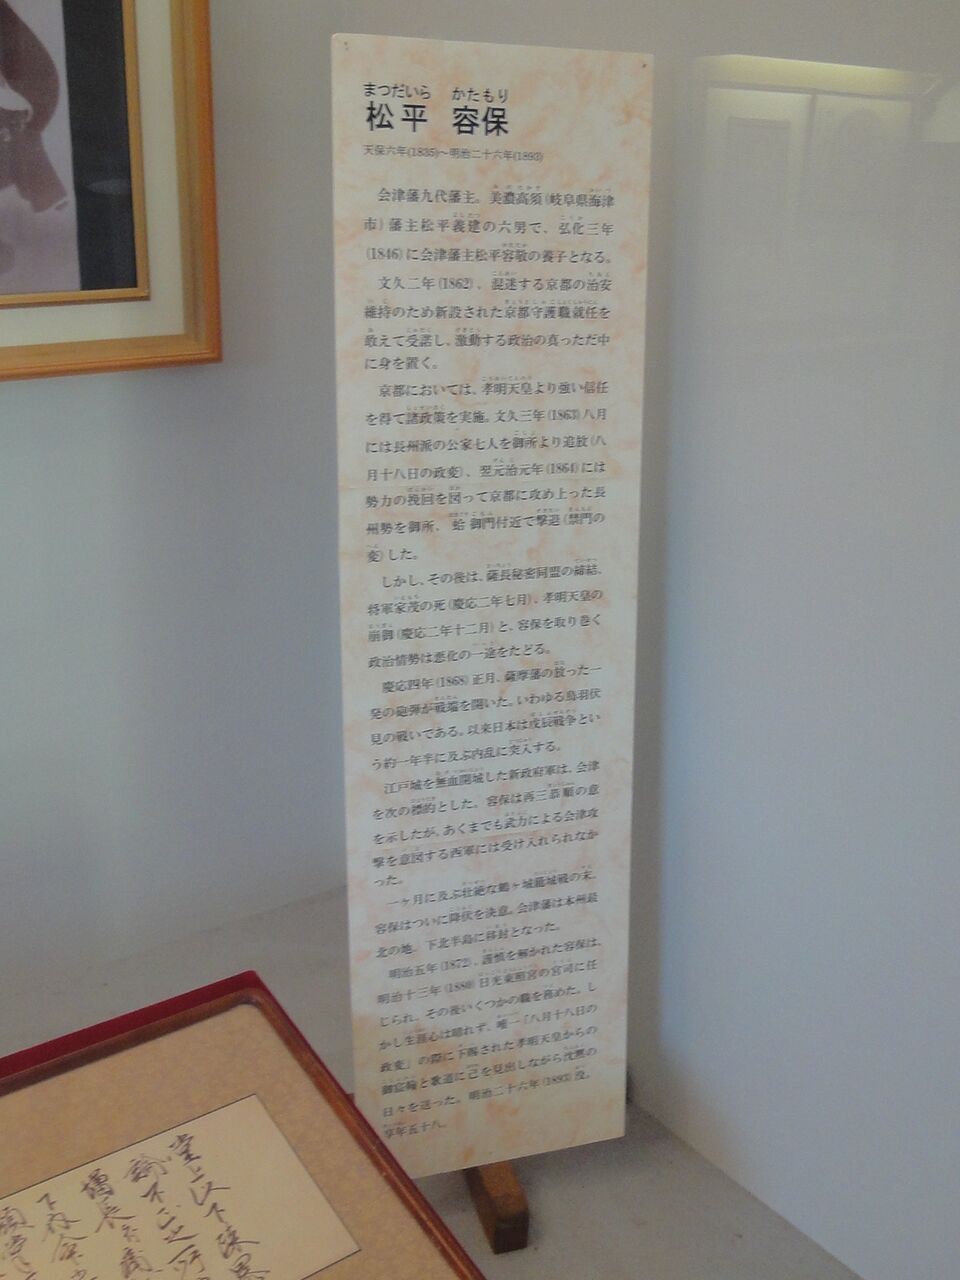 まつだいら かたもり
松平 容保
天保六年(1835)～明治二十六年(1893)
会津藩九代藩主。美濃高須(岐阜県海津
市)藩主松平義建の六男で、弘化三年
(1846)に会津藩主松平容敬の養子となる。
文久二年(1862)、混迷する京都の治安
維持のため新設された京都守護職就任を
敢えて受諾し、激動する政治の真っただ中
に身を置く。
京都においては、孝明天皇より強い信任
を得て諸政策を実施。文久三年(1863)八月
には長州派の公家七人を御所より追放(八
月十八日の政変)、翌元治元年(1864)には
勢力の挽回を図って京都に攻め上った長
州勢を御所、蛤御門付近で撃退(禁門の
変)した。
しかし、その後は、薩長秘密同盟の締結、
将軍家茂の死(慶応二年七月)、孝明天皇の
崩御(慶応二年十二月)と、容保を取り巻く
政治情勢は悪化の一途をたどる。
慶応四年(1868)正月、薩摩藩の放った一
発の砲弾が戦端を開いた。いわゆる鳥羽伏
見の戦いである。以来日本は戊辰戦争とい
う約一年半に及ぶ内乱に突入する。
江戸城を無血開城した新政府軍は、会津
を次の標的とした。容保は再三恭順の意
を示したが、あくまでも武力による会津攻
撃を意図する西軍には受け入れられなか
った。
一ヶ月に及ぶ壮絶な鶴ヶ城籠城戦の末、
容保はついに降伏を決意。会津藩は本州最
北の地、下北半島に移封となった。
明治五年(1872)、謹慎を解かれた容保は、
明治十三年(1880)日光東照宮の宮司に任
じられ、その後いくつかの職を務めた。し
かし生涯心は晴れず、唯一「八月十八日の
政変」の際に下賜された孝明天皇からの
御宸翰と歌道に己を見出しながら沈黙の
日々を送った。明治二十六年(1893)没。
享年五十八。
堂上以下